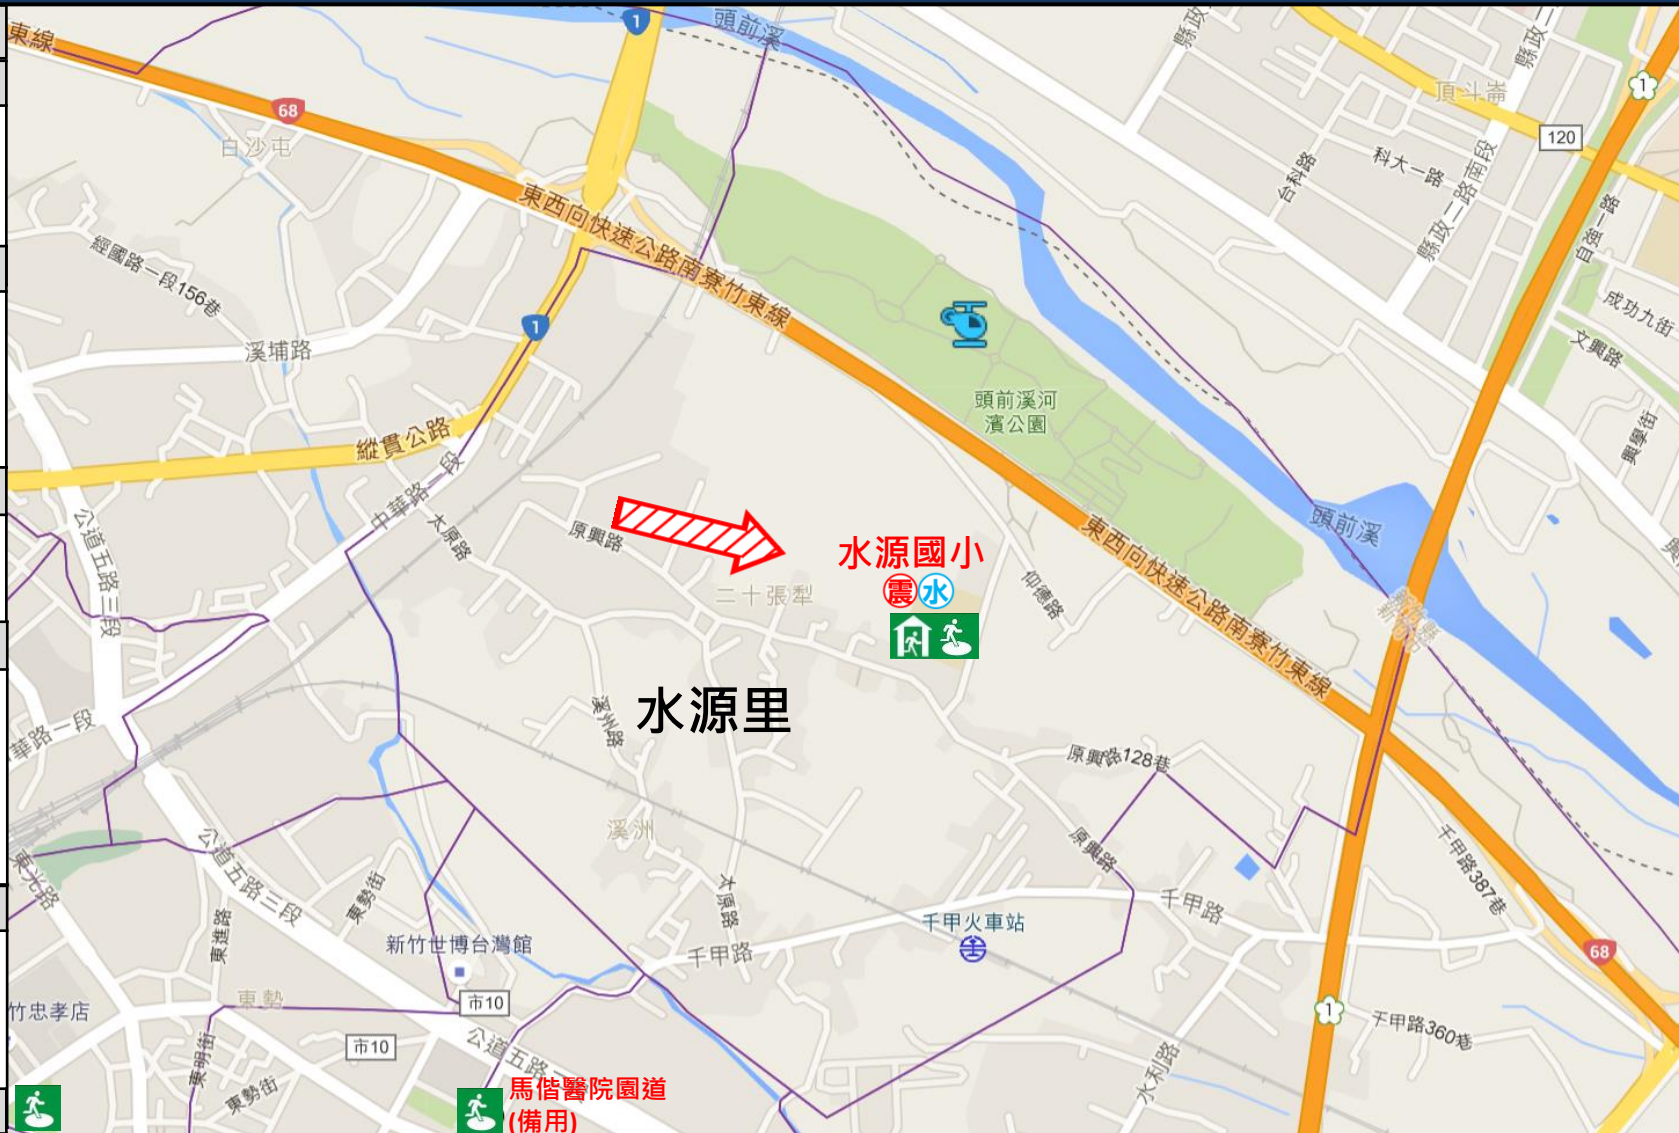 東線
1
頭前溪
縣政
縣政二
1
68
頂斗崙
120
白沙屯
科大一路
台科路
縣政二路南段
東西向快速公路南寮竹東線
自強一路
經國路一段156巷
成功九街
1
文興路
溪埔路
頭前溪河
濱公園
興學街
縱貫公路
中華路一段
公道五路三段
太原路
原興路
頭前溪
水源國小
震 水
東西向快速公路南寮竹東線
二十張犁
仰德路
水源里
溪州路
華路一段
原興路128巷
溪洲
原興路
千甲路387巷
東光路
公道五路三段
東勢街
太原路
千甲路
千甲火車站
東進路
新竹世博台灣館
千甲路
68
東勢
市10
竹忠孝店
1
千甲路360巷
市10
公道五路
東明街
水利路
東勢街
馬偕醫院園道
(備用)